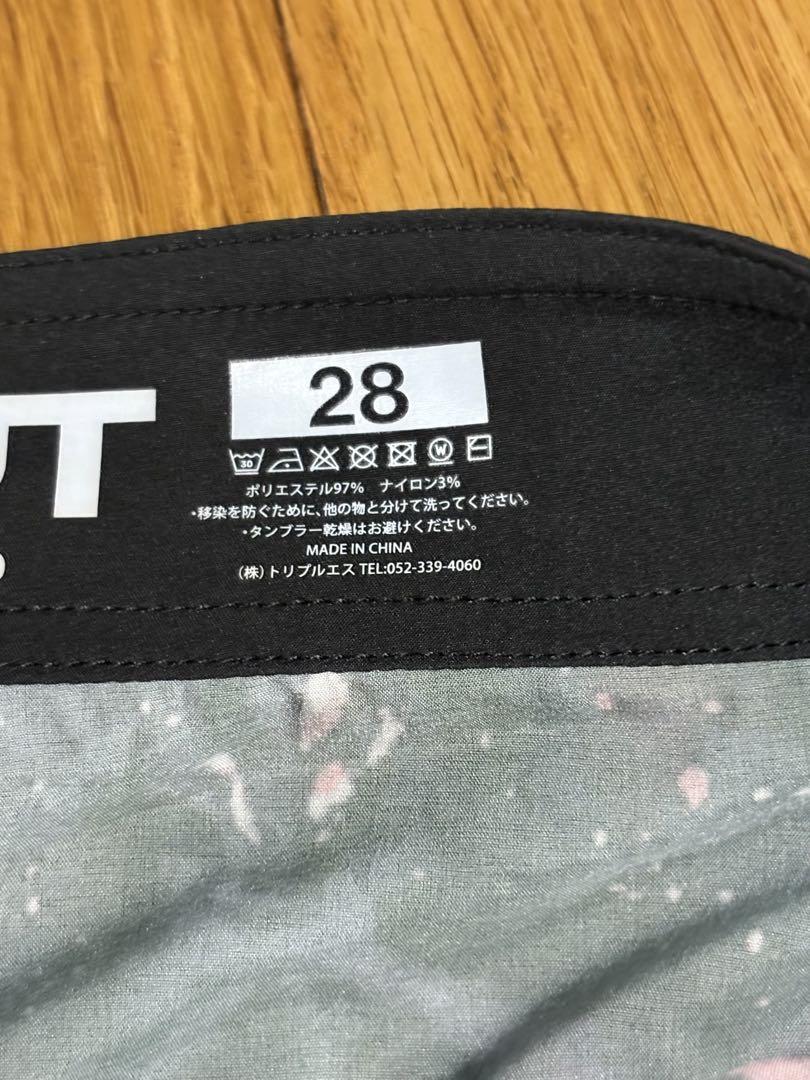 UT
28
30 W
ポリエステル97% ナイロン3%
・移染を防ぐために、他の物と分けて洗ってください。
・タンブラー乾燥はお避けください。
MADE IN CHINA
(株)トリプルエス TEL:052-339-4060